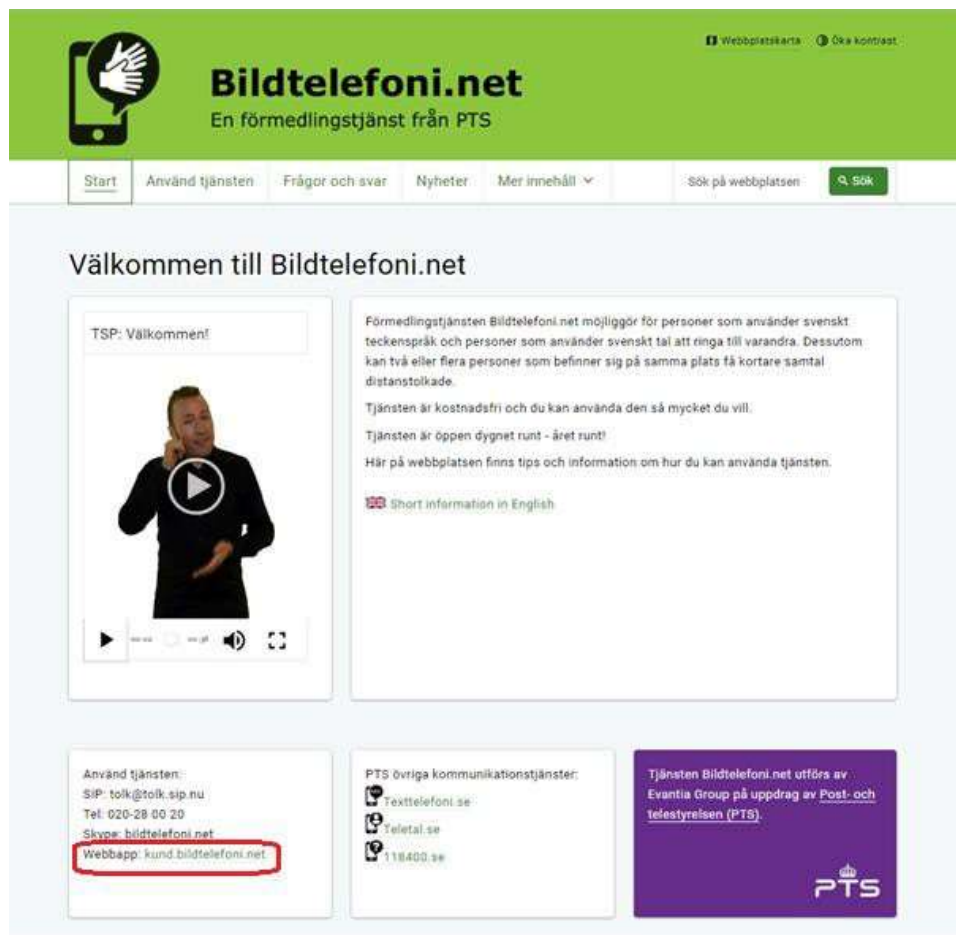 Webbplatskarta Öka kontrast
Bildtelefoni.net
En förmedlingstjänst från PTS
Start Använd tjänsten Frågor och svar Nyheter Mer innehåll Sök på webbplatsen Sök
Välkommen till Bildtelefoni.net
TSP: Välkommen!
Förmedlingstjänsten Bildtelefoni.net möjliggör för personer som använder svenskt
teckenspråk och personer som använder svenskt tal att ringa till varandra. Dessutom
kan två eller flera personer som befinner sig på samma plats få kortare samtal
distanstolkade.
Tjänsten är kostnadsfri och du kan använda den så mycket du vill.
Tjänsten är öppen dygnet runt - året runt!
Här på webbplatsen finns tips och information om hur du kan använda tjänsten.
Short information in English
Använd tjänsten:
SIP: tolk@tolk.sip.nu
Tel: 020-28 00 20
Skype: bildtelefoni.net
Webbapp: kund.bildtelefoni.net
PTS övriga kommunikationstjänster:
Texttelefoni.se
Teletal.se
118400.se
Tjänsten Bildtelefoni.net utförs av
Evantia Group på uppdrag av Post- och
telestyrelsen (PTS).
PTS